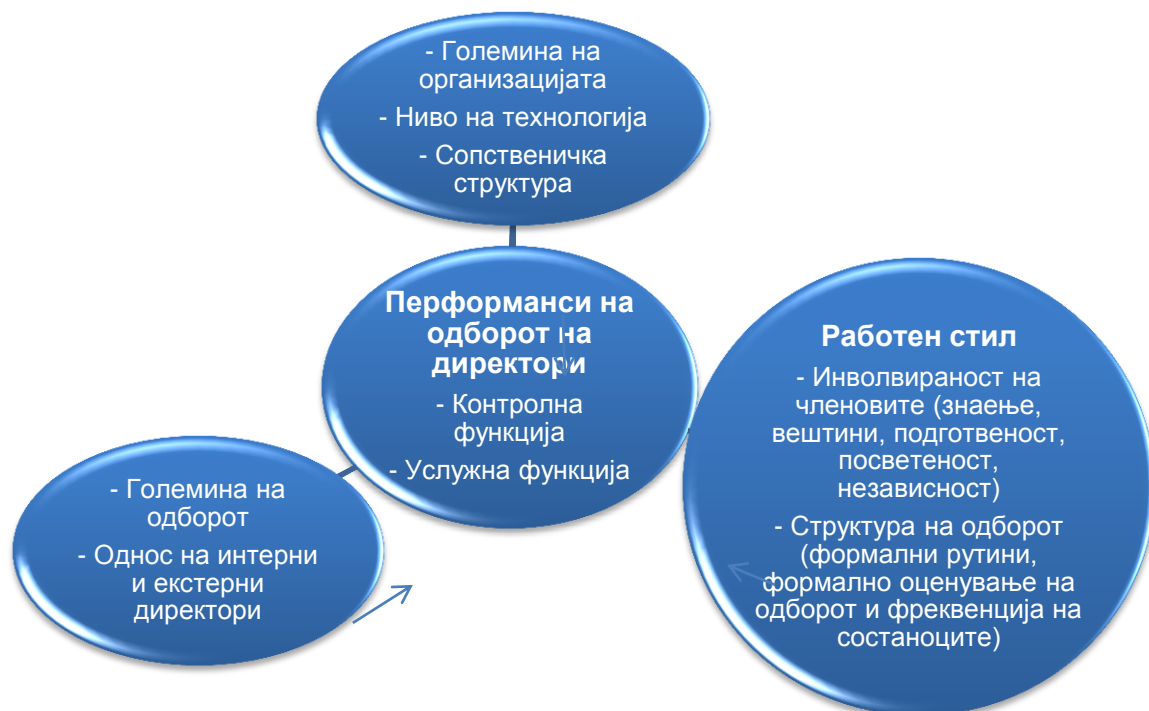 - Големина на
организацијата
- Ниво на технологија
- Сопственичка
структура
Перформанси на
одборот на
директори
- Контролна
функција
- Услужна функција
Работен стил
- Инволвираност на
членовите (знаење,
вештини, подготвеност,
посветеност,
независност)
- Структура на одборот
(формални рутини,
формално оценување на
одборот и фреквенција на
состаноците)
- Големина на
одборот
- Однос на интерни
и екстерни
директори